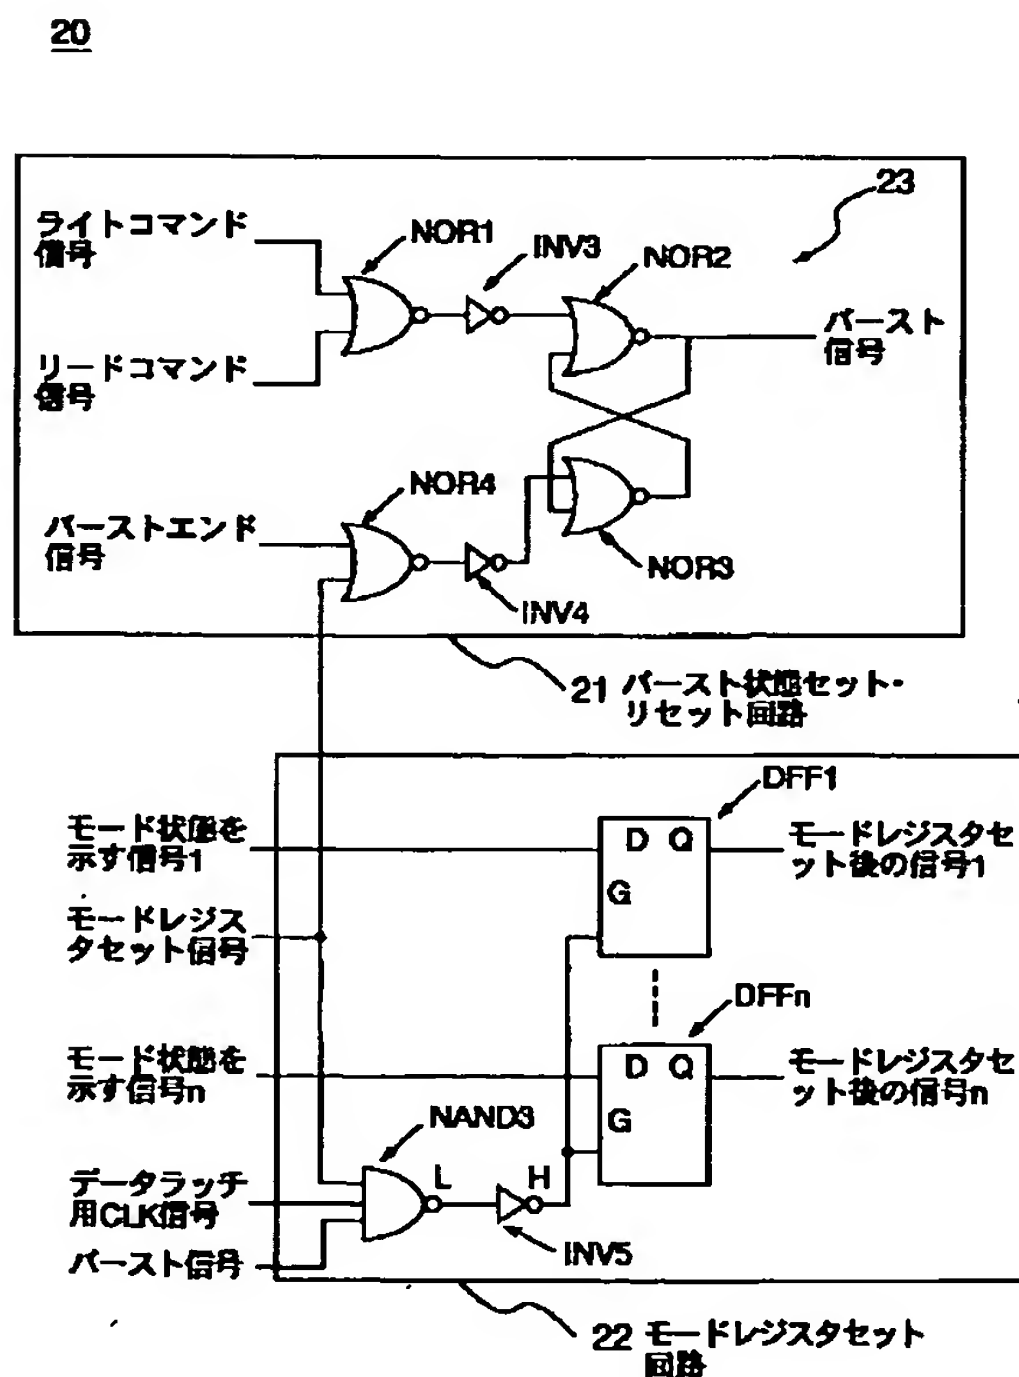 20
23
ライトコマンド
信号
NOR1
INV3
NOR2
バースト
信号
リードコマンド
信号
NOR4
バーストエンド
信号
NOR3
INV4
21 バースト状態セット・
リセット回路
DFF1
モード状態を
示す信号1
D Q
G
モードレジスタセ
ット後の信号1
モードレジス
タセット信号
DFFn
モード状態を
示す信号n
D Q
G
モードレジスタセ
ット後の信号n
NAND3
L
H
データラッチ
用CLK信号
バースト信号
INV5
22 モードレジスタセット
回路